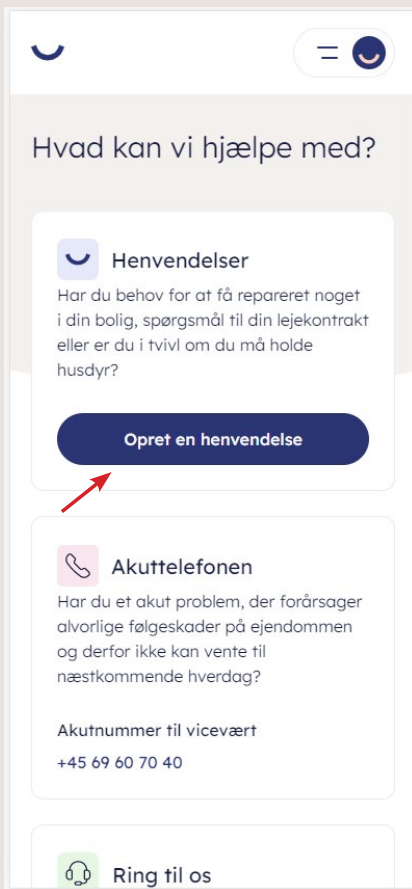 Hvad kan vi hjælpe med?
Henvendelser
Har du behov for at få repareret noget
i din bolig, spørgsmål til din lejekontrakt
eller er du i tvivl om du må holde
husdyr?
Opret en henvendelse
Akuttelefonen
Har du et akut problem, der forårsager
alvorlige følgeskader på ejendommen
og derfor ikke kan vente til
næstkommende hverdag?
Akutnummer til vicevært
+45 69 60 70 40
Ring til os